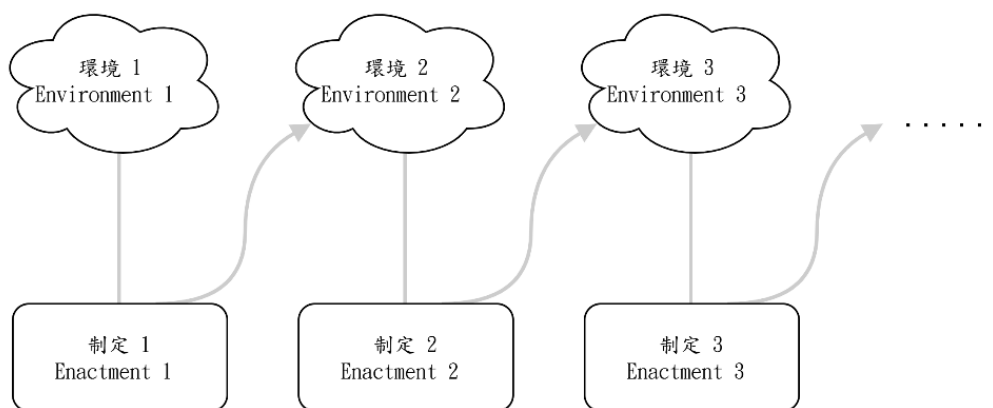 環境 1
Environment 1
環境 2
Environment 2
環境 3
Environment 3
.....
制定 1
Enactment 1
制定 2
Enactment 2
制定 3
Enactment 3